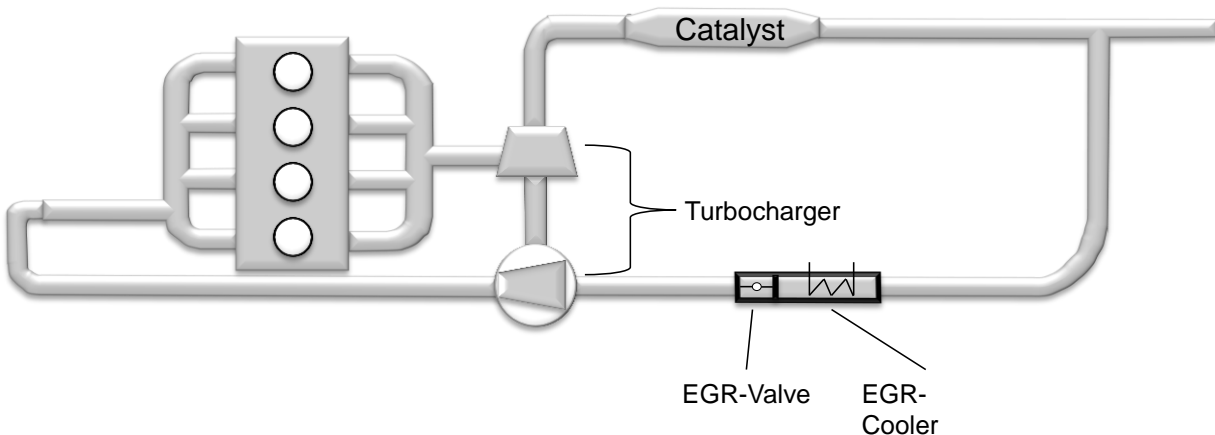 Catalyst
Turbocharger
EGR-Valve
EGR-
Cooler